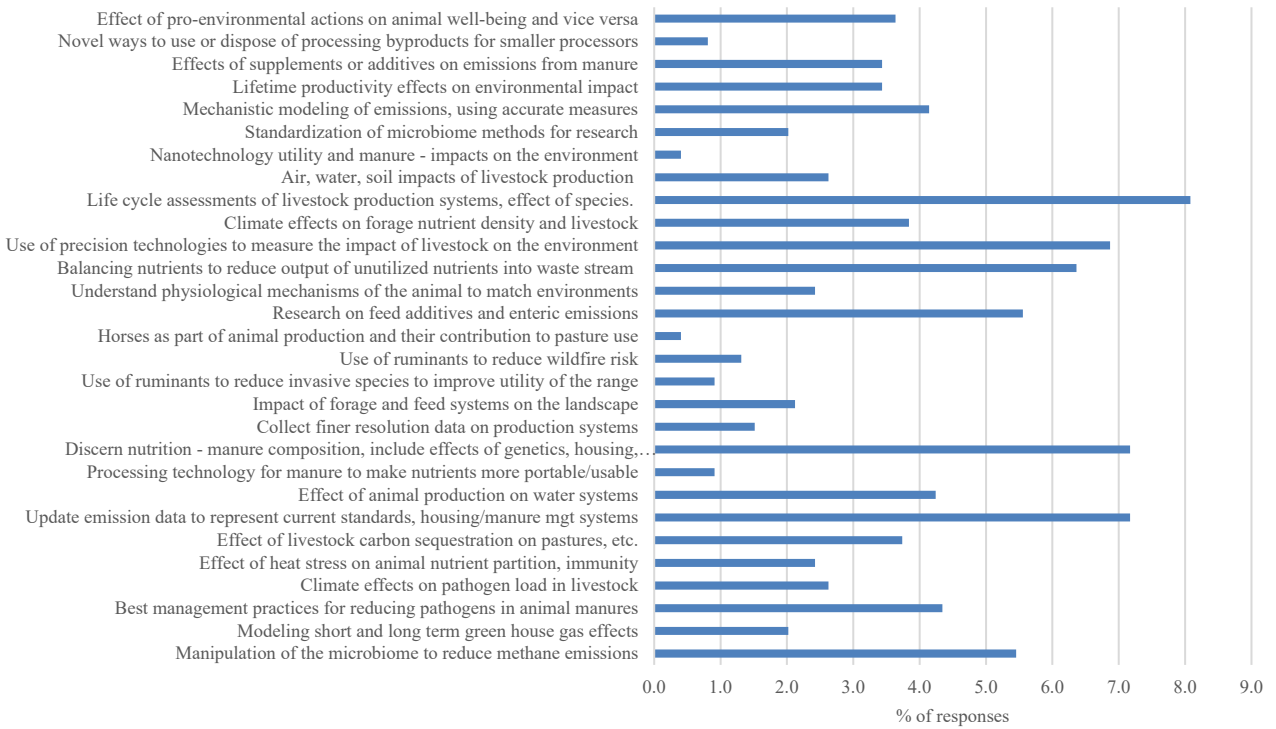 Effect of pro-environmental actions on animal well-being and vice versa
Novel ways to use or dispose of processing byproducts for smaller processors
Effects of supplements or additives on emissions from manure
Lifetime productivity effects on environmental impact
Mechanistic modeling of emissions, using accurate measures
Standardization of microbiome methods for research
Nanotechnology utility and manure - impacts on the environment
Air, water, soil impacts of livestock production
Life cycle assessments of livestock production systems, effect of species.
Climate effects on forage nutrient density and livestock
Use of precision technologies to measure the impact of livestock on the environment
Balancing nutrients to reduce output of unutilized nutrients into waste stream
Understand physiological mechanisms of the animal to match environments
Research on feed additives and enteric emissions
Horses as part of animal production and their contribution to pasture use
Use of ruminants to reduce wildfire risk
Use of ruminants to reduce invasive species to improve utility of the range
Impact of forage and feed systems on the landscape
Collect finer resolution data on production systems
Discern nutrition - manure composition, include effects of genetics, housing,…
Processing technology for manure to make nutrients more portable/usable
Effect of animal production on water systems
Update emission data to represent current standards, housing/manure mgt systems
Effect of livestock carbon sequestration on pastures, etc.
Effect of heat stress on animal nutrient partition, immunity
Climate effects on pathogen load in livestock
Best management practices for reducing pathogens in animal manures
Modeling short and long term green house gas effects
Manipulation of the microbiome to reduce methane emissions
0.0 1.0 2.0 3.0 4.0 5.0 6.0 7.0 8.0 9.0
% of responses